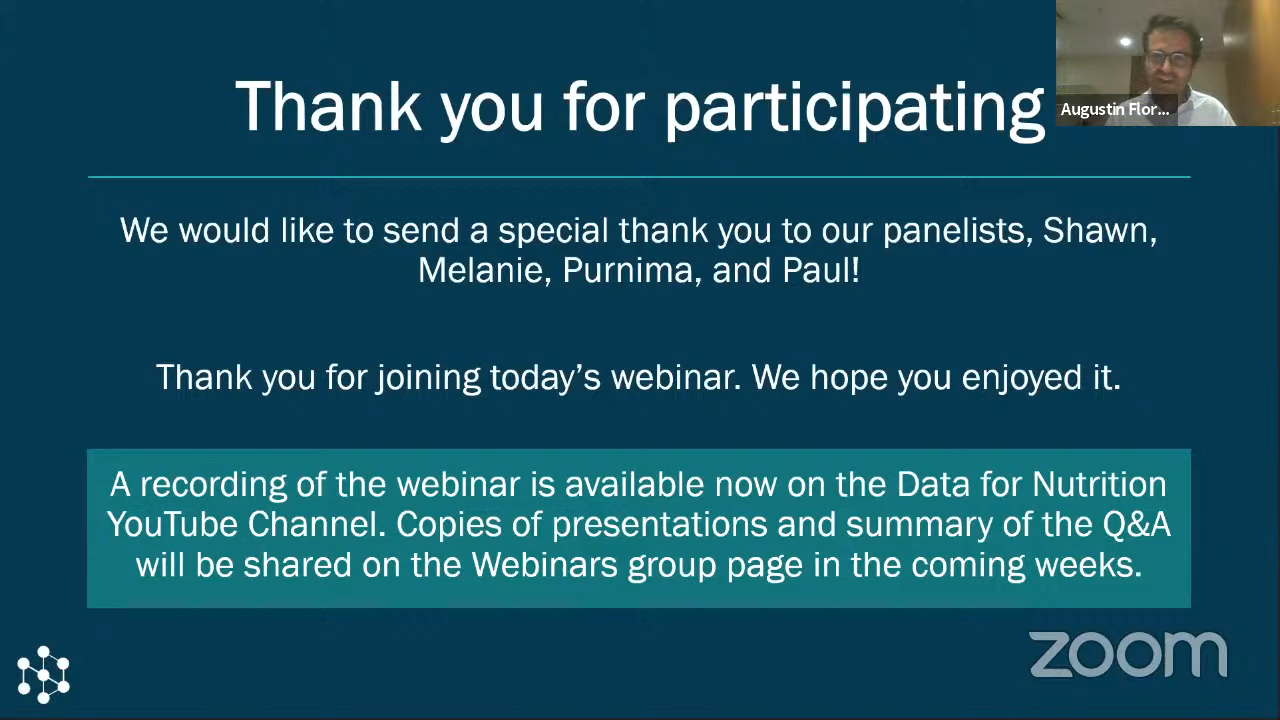 Thank you for participating
Augustin Flor...
We would like to send a special thank you to our panelists, Shawn,
Melanie, Purnima, and Paul!
Thank you for joining today’s webinar. We hope you enjoyed it.
A recording of the webinar is available now on the Data for Nutrition
YouTube Channel. Copies of presentations and summary of the Q&A
will be shared on the Webinars group page in the coming weeks.
zoom